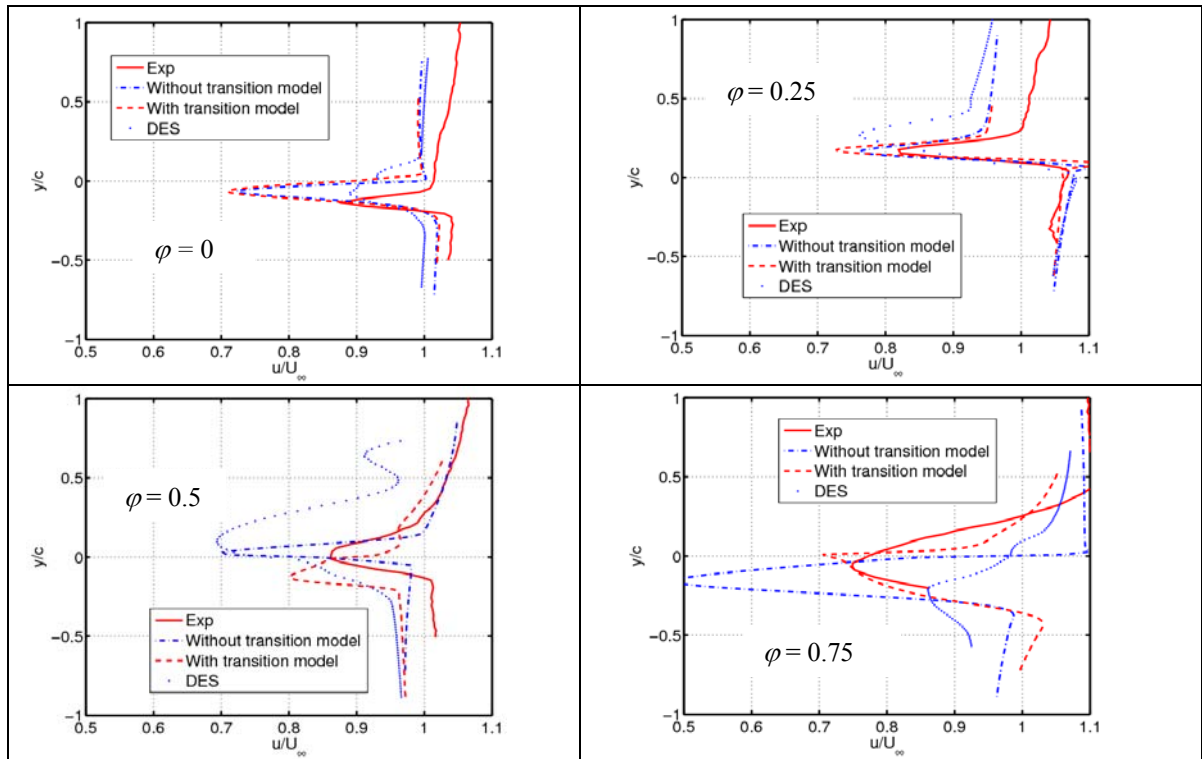 1
Exp
Without transition model
With transition model
DES
0.5
y/c
0
φ = 0
-0.5
-1
0.5 0.6 0.7 0.8 0.9 1 1.1
u/U∞
1
φ = 0.25
0.5
y/c
0
Exp
Without transition model
With transition model
DES
-0.5
-1
0.5 0.6 0.7 0.8 0.9 1 1.1
u/U∞
1
0.5
φ = 0.5
y/c
0
Exp
Without transition model
With transition model
DES
-0.5
-1
0.5 0.6 0.7 0.8 0.9 1 1.1
u/U∞
1
Exp
Without transition model
With transition model
DES
0.5
y/c
0
-0.5
φ = 0.75
-1
0.5 0.6 0.7 0.8 0.9 1 1.1
u/U∞